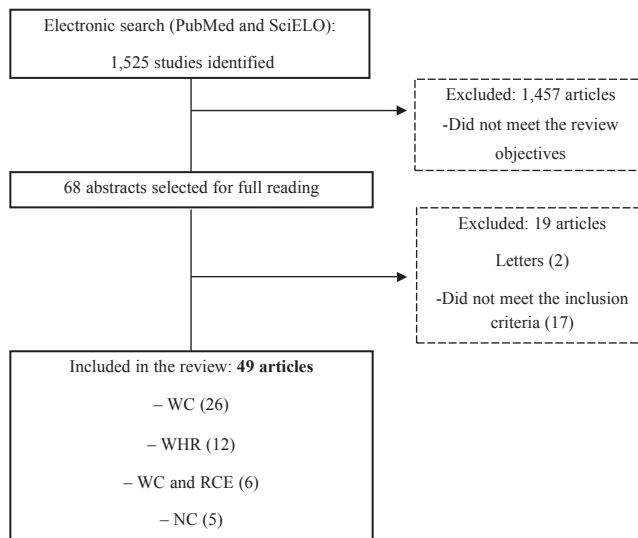 Electronic search (PubMed and SciELO):
1,525 studies identified
Excluded: 1,457 articles
-Did not meet the review
objectives
68 abstracts selected for full reading
Excluded: 19 articles
Letters (2)
-Did not meet the inclusion
criteria (17)
Included in the review: 49 articles
– WC (26)
– WHR (12)
– WC and RCE (6)
– NC (5)